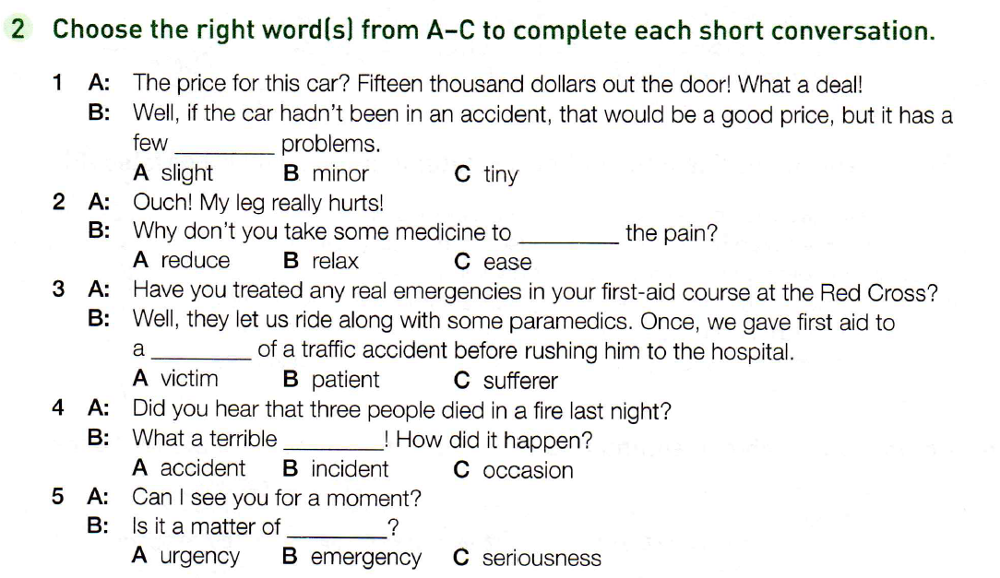 2 Choose the right word(s) from A–C to complete each short conversation.
1 A: The price for this car? Fifteen thousand dollars out the door! What a deal!
B: Well, if the car hadn't been in an accident, that would be a good price, but it has a
few ________ problems.
A slight B minor C tiny
2 A: Ouch! My leg really hurts!
B: Why don't you take some medicine to ________ the pain?
A reduce B relax C ease
3 A: Have you treated any real emergencies in your first-aid course at the Red Cross?
B: Well, they let us ride along with some paramedics. Once, we gave first aid to
a ________ of a traffic accident before rushing him to the hospital.
A victim B patient C sufferer
4 A: Did you hear that three people died in a fire last night?
B: What a terrible ________! How did it happen?
A accident B incident C occasion
5 A: Can I see you for a moment?
B: Is it a matter of ________?
A urgency B emergency C seriousness